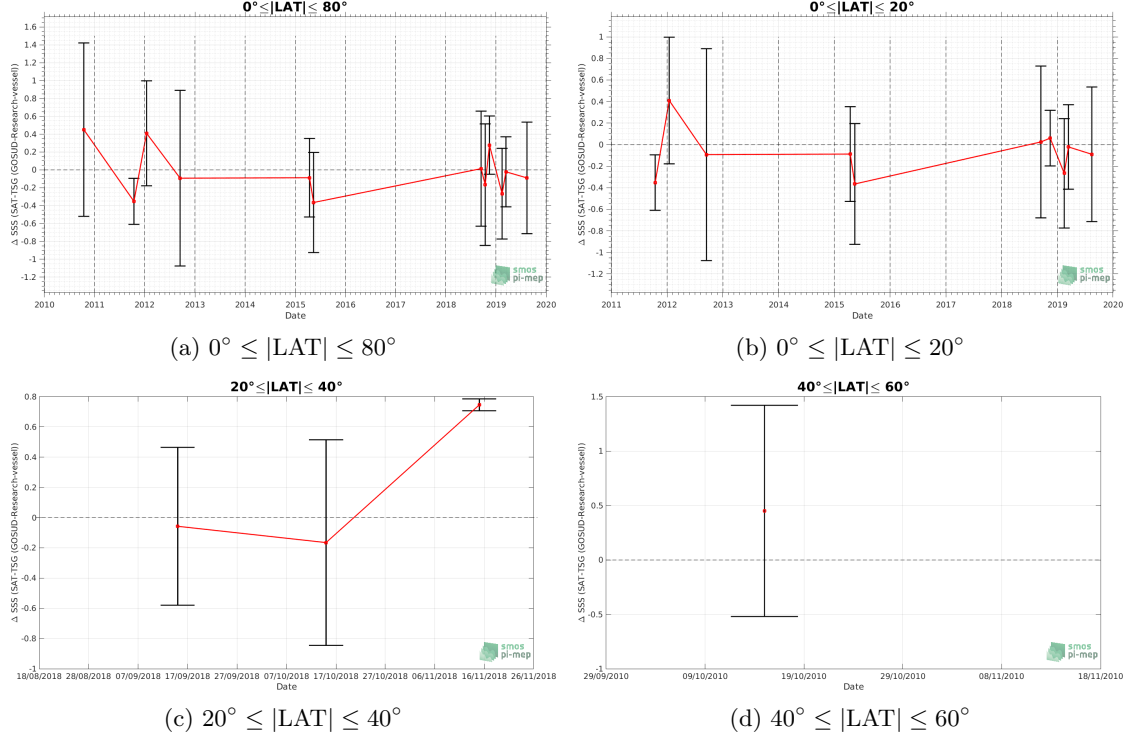 0°≤|LAT|≤ 80°
Δ SSS (SAT-TSG (GOSUD-Research-vessel))
1.6
1.4
1.2
1
0.8
0.6
0.4
0.2
0
-0.2
-0.4
-0.6
-0.8
-1
-1.2
2010 2011 2012 2013 2014 2015 2016 2017 2018 2019 2020
Date
smos
pi-mep
(a) 0° ≤ |LAT| ≤ 80°
0°≤|LAT|≤ 20°
Δ SSS (SAT-TSG (GOSUD-Research-vessel))
1
0.8
0.6
0.4
0.2
0
-0.2
-0.4
-0.6
-0.8
-1
-1.2
2011 2012 2013 2014 2015 2016 2017 2018 2019 2020
Date
smos
pi-mep
(b) 0° ≤ |LAT| ≤ 20°
20°≤|LAT|≤ 40°
Δ SSS (SAT-TSG (GOSUD-Research-vessel))
0.8
0.6
0.4
0.2
0
-0.2
-0.4
-0.6
-0.8
-1
18/08/2018 28/08/2018 07/09/2018 17/09/2018 27/09/2018 07/10/2018 17/10/2018 27/10/2018 06/11/2018 16/11/2018 26/11/2018
Date
smos
pi-mep
(c) 20° ≤ |LAT| ≤ 40°
40°≤|LAT|≤ 60°
Δ SSS (SAT-TSG (GOSUD-Research-vessel))
1.5
1
0.5
0
-0.5
-1
29/09/2010 09/10/2010 19/10/2010 29/10/2010 08/11/2010 18/11/2010
Date
smos
pi-mep
(d) 40° ≤ |LAT| ≤ 60°